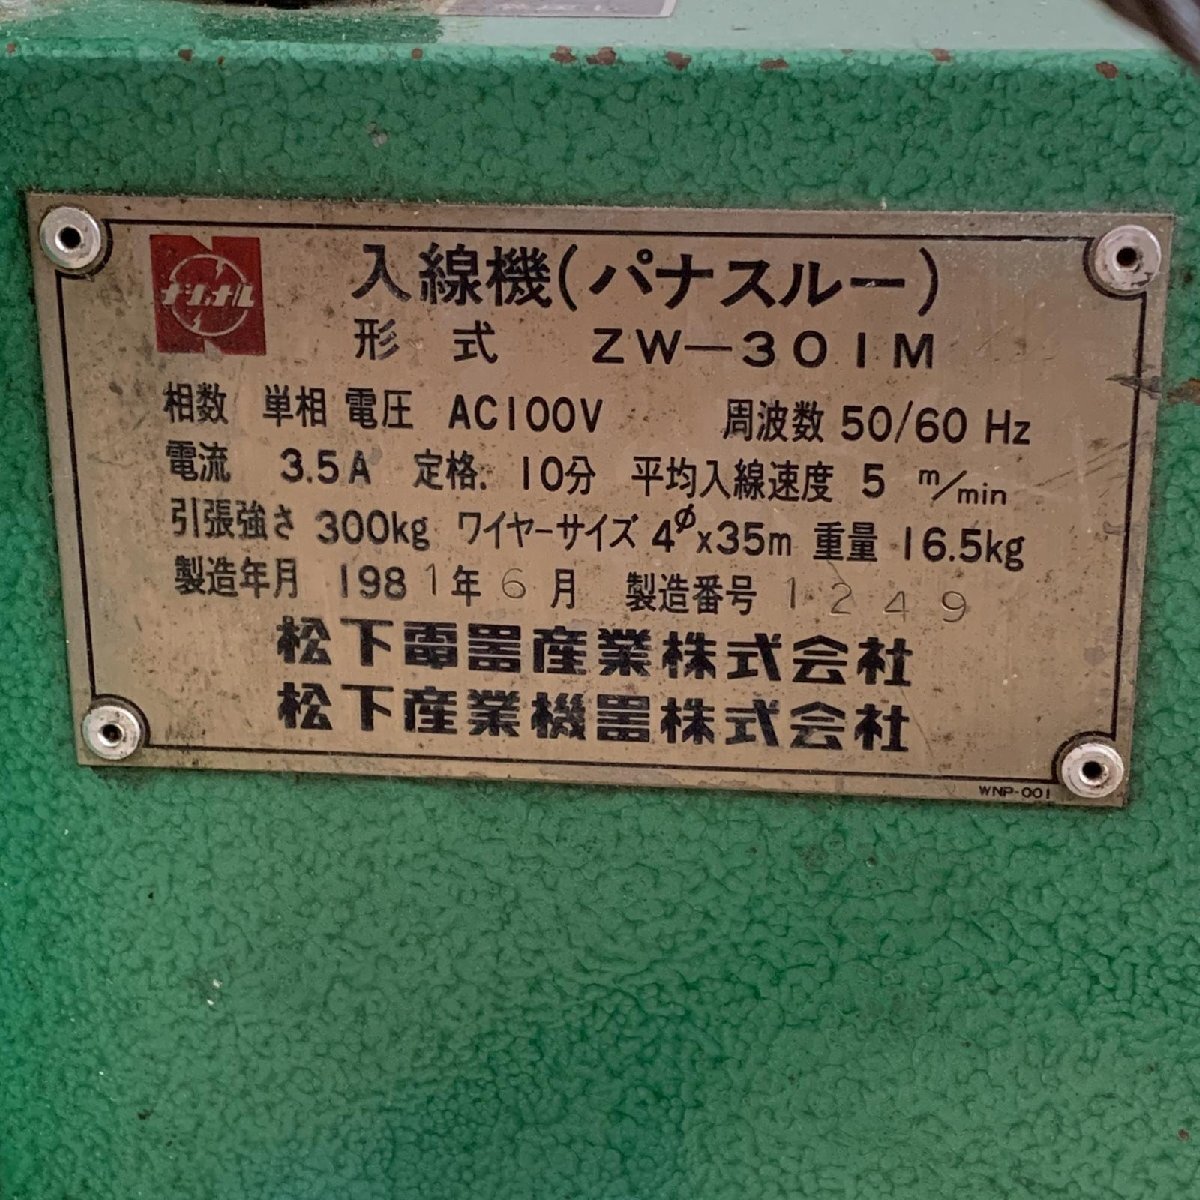 ナショナル
入線機(パナスルー)
形式 ZW-301M
相数 単相 電圧 AC100V 周波数 50/60 Hz
電流 3.5A 定格. 10分 平均入線速度 5 m/min
引張強さ 300kg ワイヤーサイズ 4φx35m 重量 16.5kg
製造年月 1981年6月 製造番号 1249
松下電器産業株式会社
松下産業機器株式会社
WNP-001